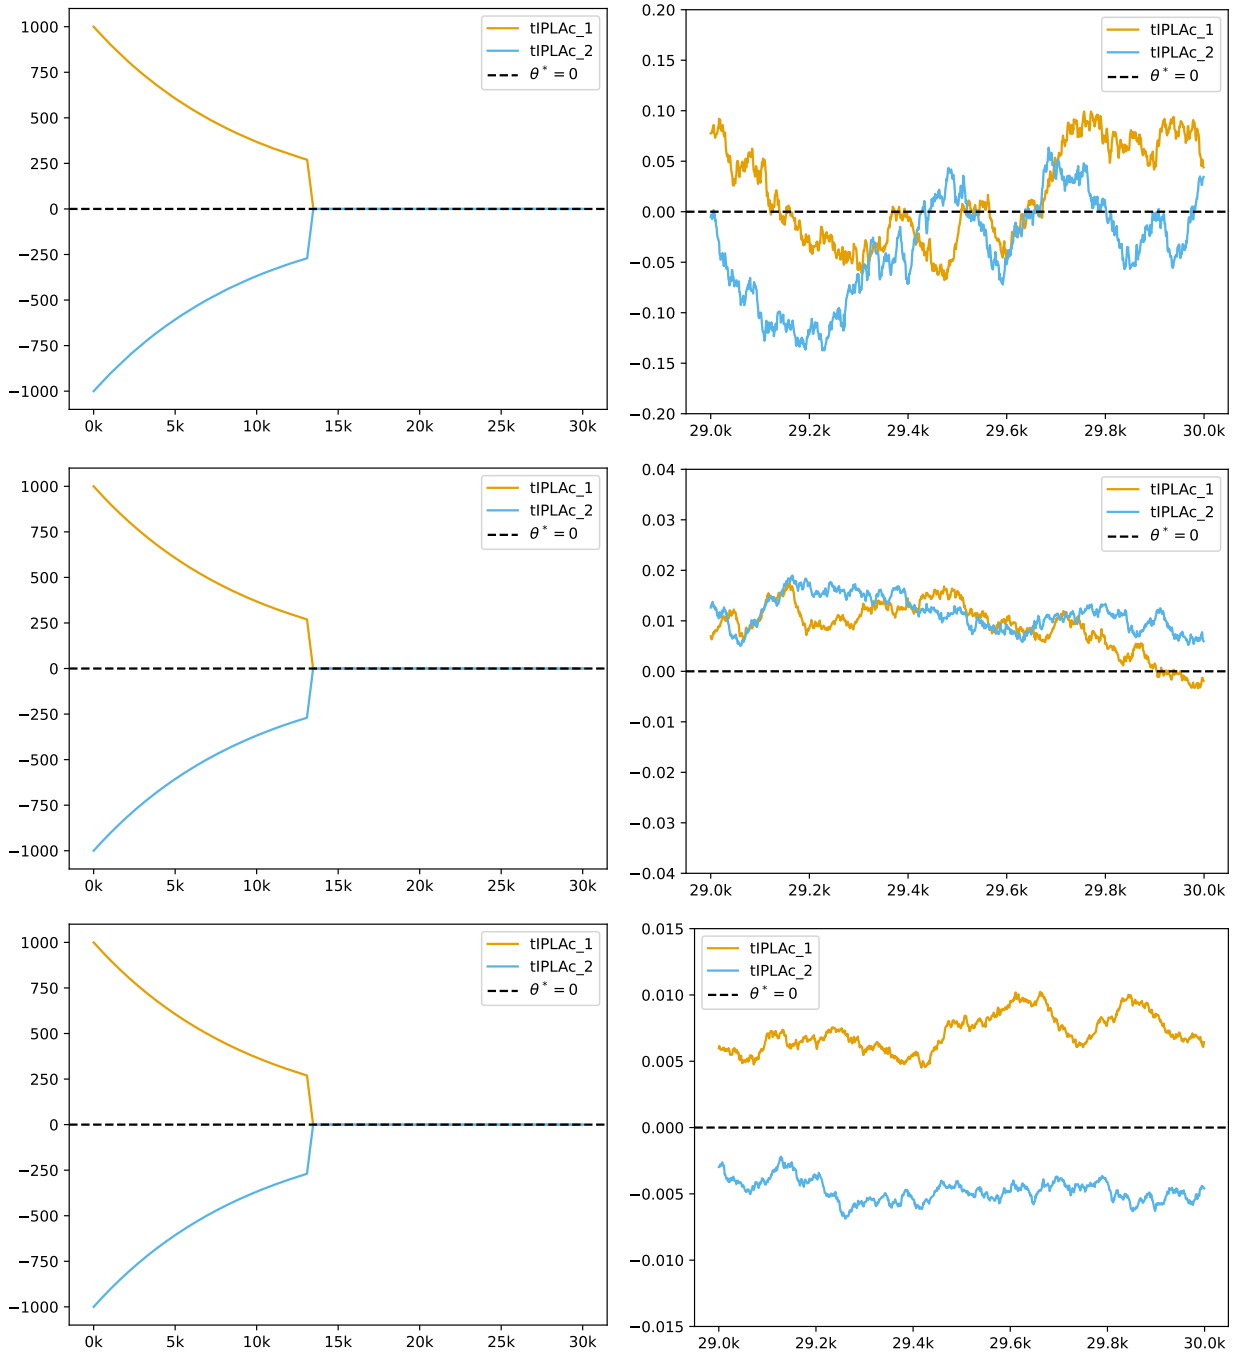 1000
750
500
250
0
−250
−500
−750
−1000
0k 5k 10k 15k 20k 25k 30k
tIPLAc_1
tIPLAc_2
θ* = 0
0.20
0.15
0.10
0.05
0.00
−0.05
−0.10
−0.15
−0.20
29.0k 29.2k 29.4k 29.6k 29.8k 30.0k
tIPLAc_1
tIPLAc_2
θ* = 0
1000
750
500
250
0
−250
−500
−750
−1000
0k 5k 10k 15k 20k 25k 30k
tIPLAc_1
tIPLAc_2
θ* = 0
0.04
0.03
0.02
0.01
0.00
−0.01
−0.02
−0.03
−0.04
29.0k 29.2k 29.4k 29.6k 29.8k 30.0k
tIPLAc_1
tIPLAc_2
θ* = 0
1000
750
500
250
0
−250
−500
−750
−1000
0k 5k 10k 15k 20k 25k 30k
tIPLAc_1
tIPLAc_2
θ* = 0
0.015
0.010
0.005
0.000
−0.005
−0.010
−0.015
29.0k 29.2k 29.4k 29.6k 29.8k 30.0k
tIPLAc_1
tIPLAc_2
θ* = 0